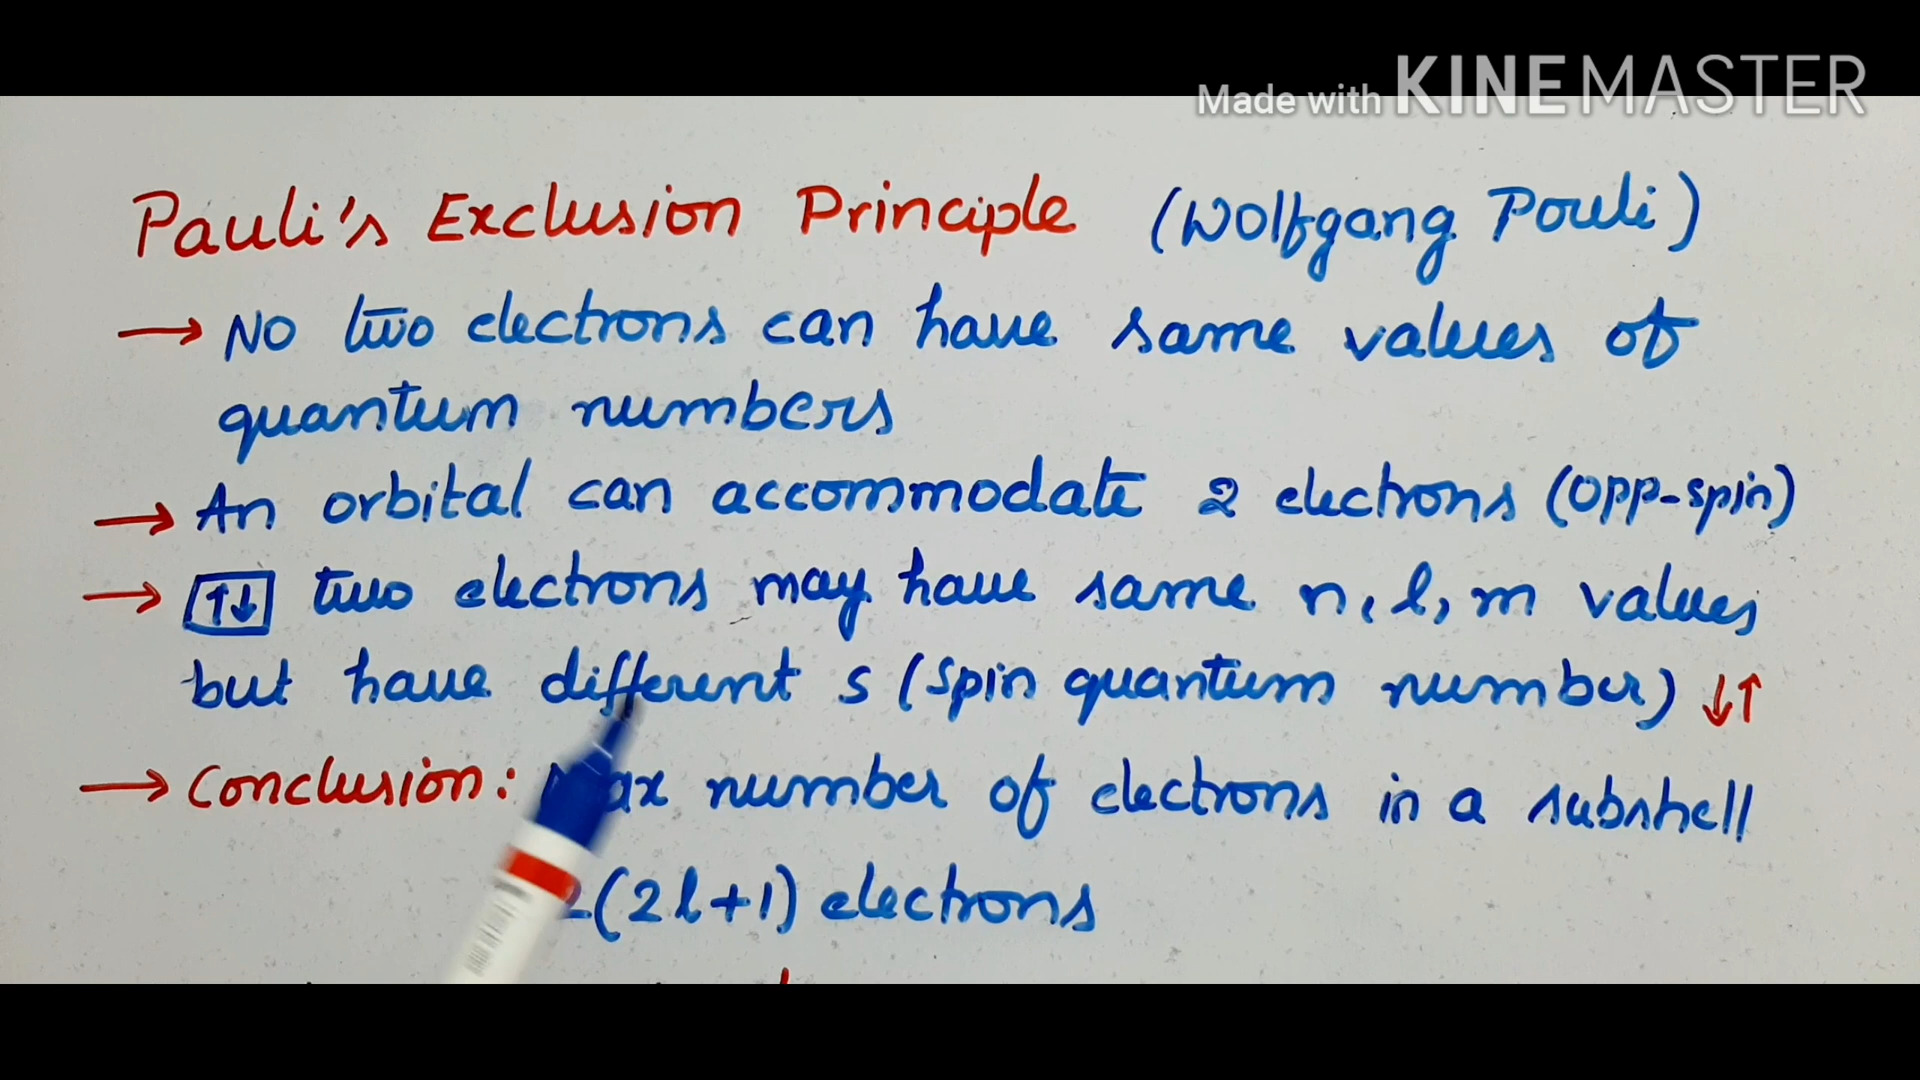 Made with KINEMASTER
Pauli's Exclusion Principle (Wolfgang Pouli)
→ No two electrons can have same values of
quantum numbers
→ An orbital can accommodate 2 electrons (opp-spin)
→ ↑↓ two electrons may have same n, l, m values
but have different s (spin quantum number) ↓↑
→ Conclusion: Max number of electrons in a subshell
(2l+1) electrons